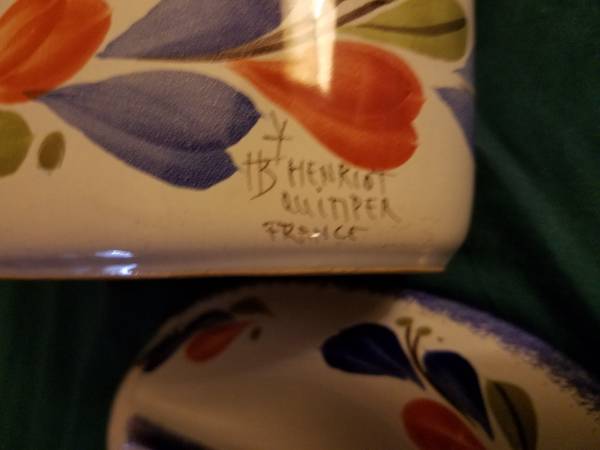 Y
HB HENRIOT
QUIMPER
FRANCE